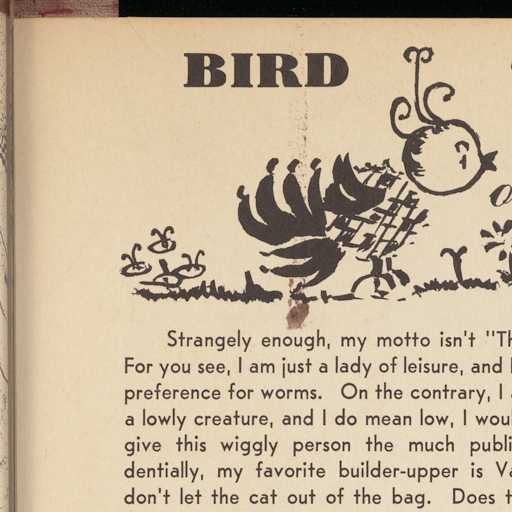 BIRD
Strangely enough, my motto isn't "Th
For you see, I am just a lady of leisure, and
preference for worms. On the contrary, I
a lowly creature, and I do mean low, I woul
give this wiggly person the much publi
dentially, my favorite builder-upper is Va
don't let the cat out of the bag. Does t